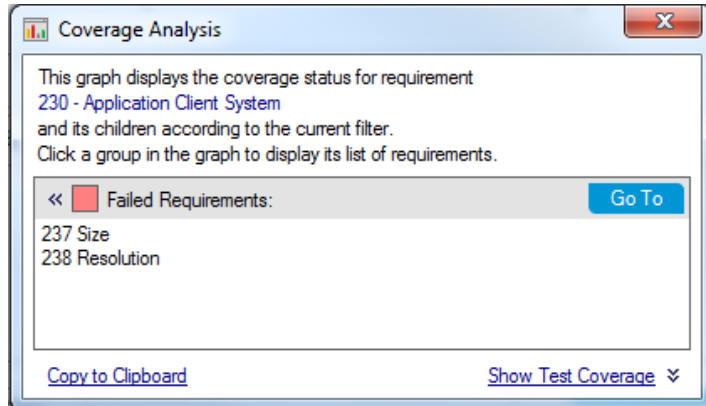 Coverage Analysis
This graph displays the coverage status for requirement
230 - Application Client System
and its children according to the current filter.
Click a group in the graph to display its list of requirements.
« Failed Requirements: Go To
237 Size
238 Resolution
Copy to Clipboard Show Test Coverage